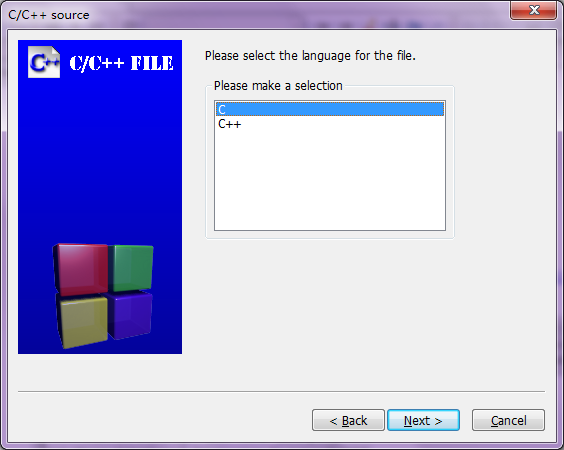 C/C++ source
C++
C/C++ FILE
Please select the language for the file.
Please make a selection
C
C++
< Back
Next >
Cancel